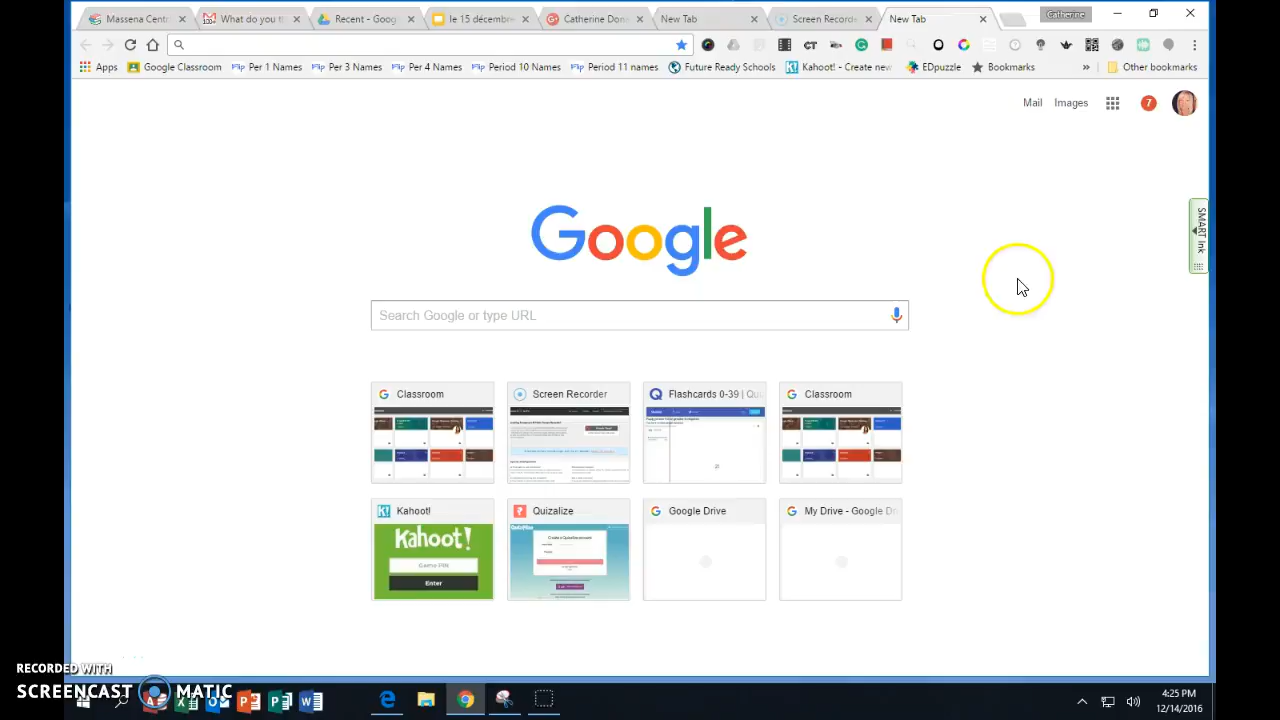 Massena Centr
What do you th
Recent - Goog
le 15 décembre
Catherine Don
New Tab
Screen Record
New Tab
Catherine
Apps
Google Classroom
Per 1 Names
Per 3 Names
Per 4 Names
Period 10 Names
Period 11 names
Future Ready Schools
Kahoot! - Create new
EDpuzzle
Bookmarks
»
Other bookmarks
Mail
Images
7
SMART Ink
Google
Search Google or type URL
Classroom
Screen Recorder
Flashcards 0-39 | Qu
Classroom
Kahoot!
Quizalize
Google Drive
My Drive - Google Dr
Kahoot!
Game PIN
Enter
RECORDED WITH
SCREENCAST MATIC
4:25 PM
12/14/2016